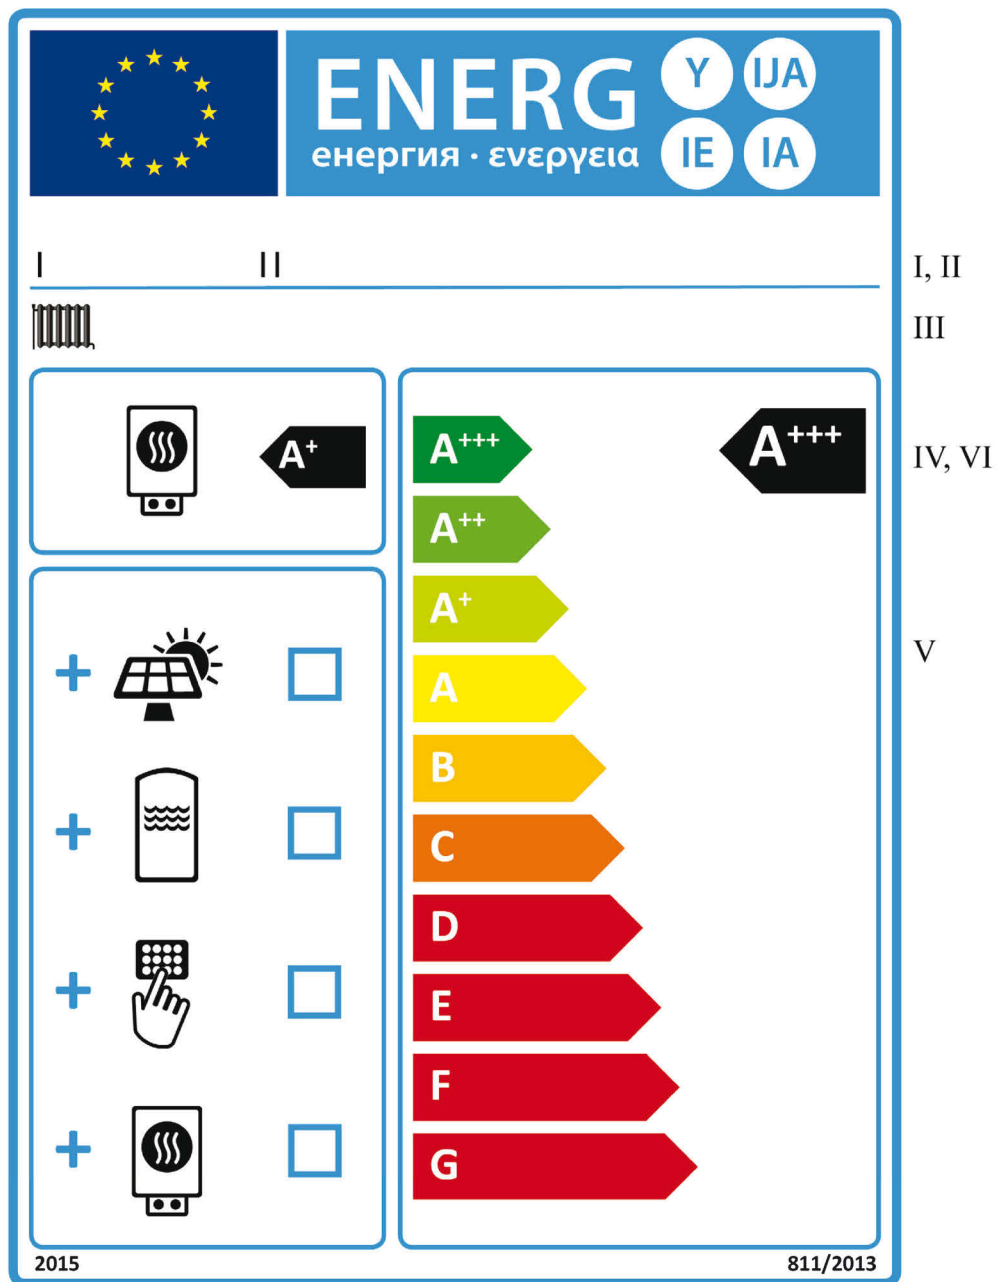 ENERG Y IJA
енергия · ενεργεια IE IA
I II I, II
III
A+ A+++ A+++ IV, VI
A++
A+
V
A
B
C
D
E
F
G
2015 811/2013